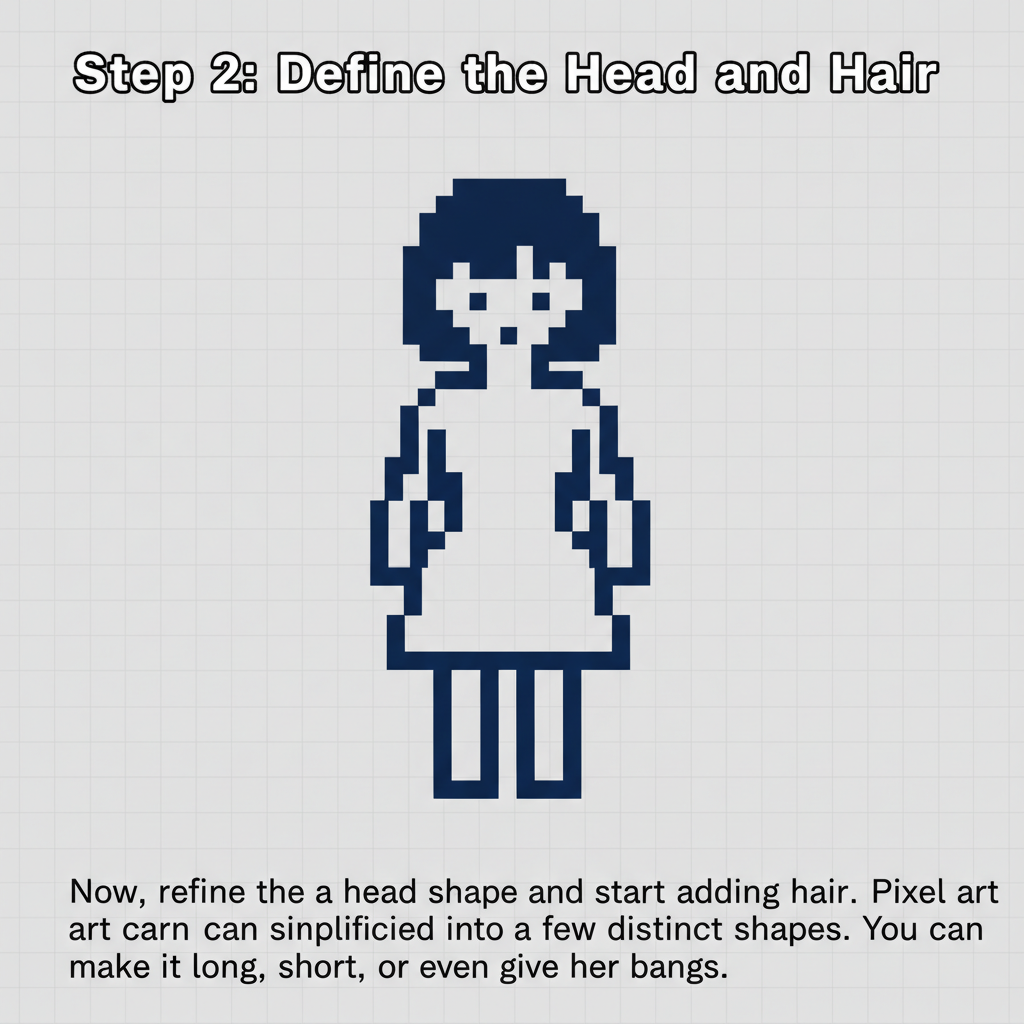 Step 2: Define the Head and Hair
Now, refine the a head shape and start adding hair. Pixel art
art carn can sinplificied into a few distinct shapes. You can
make it long, short, or even give her bangs.